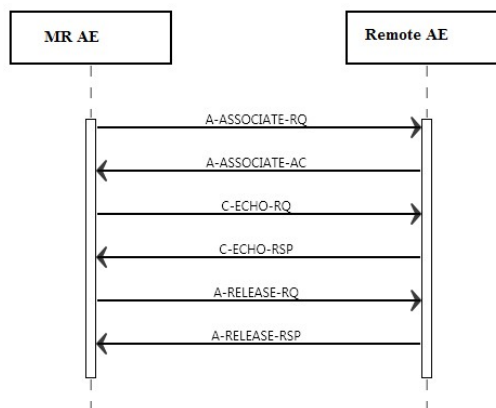 MR AE
Remote AE
A-ASSOCIATE-RQ
A-ASSOCIATE-AC
C-ECHO-RQ
C-ECHO-RSP
A-RELEASE-RQ
A-RELEASE-RSP